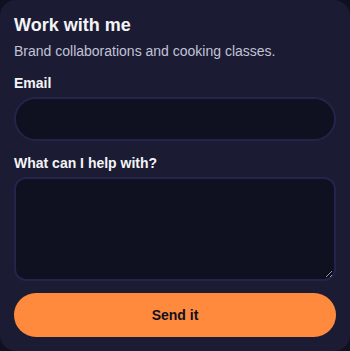 Work with me
Brand collaborations and cooking classes.
Email
What can I help with?
Send it